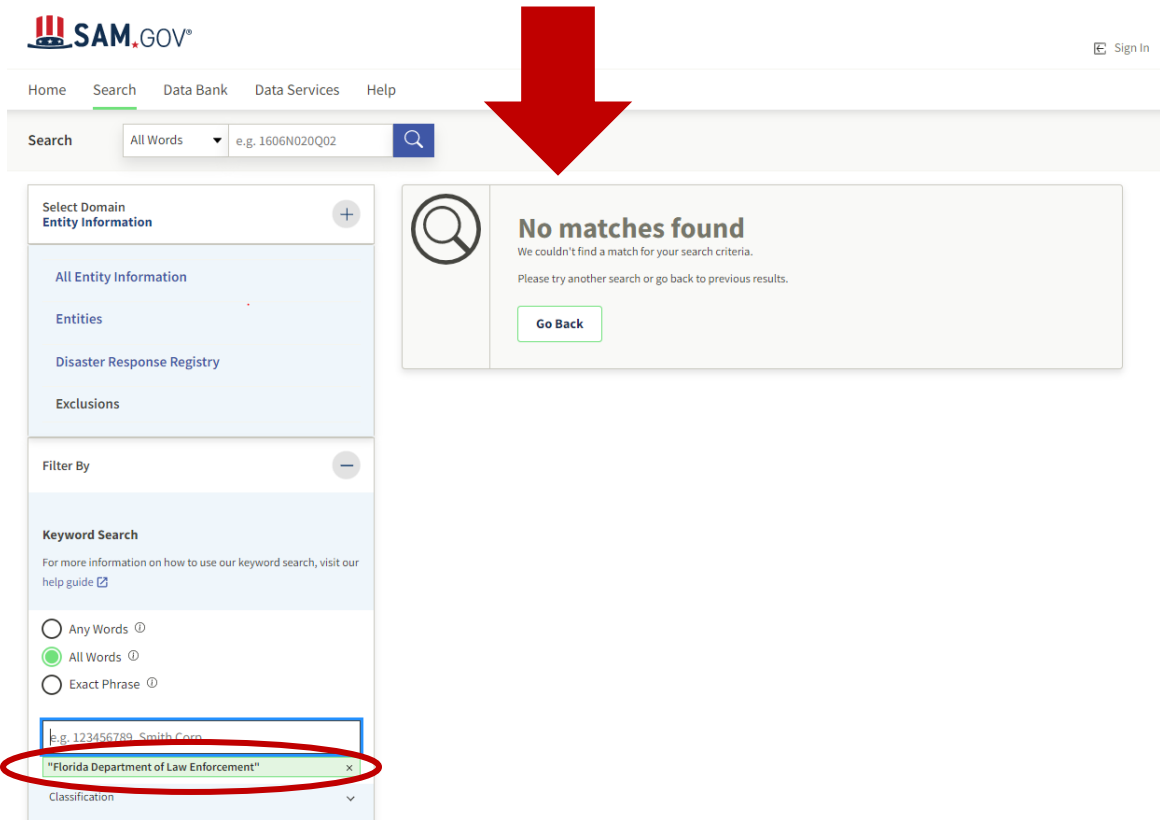 SAM.GOV®
Sign In
Home Search Data Bank Data Services Help
Search All Words e.g. 1606N020Q02
Select Domain
Entity Information
All Entity Information
Entities
Disaster Response Registry
Exclusions
Filter By
Keyword Search
For more information on how to use our keyword search, visit our
help guide
Any Words
All Words
Exact Phrase
e.g. 123456789, Smith Corp
"Florida Department of Law Enforcement" ×
Classification
No matches found
We couldn't find a match for your search criteria.
Please try another search or go back to previous results.
Go Back